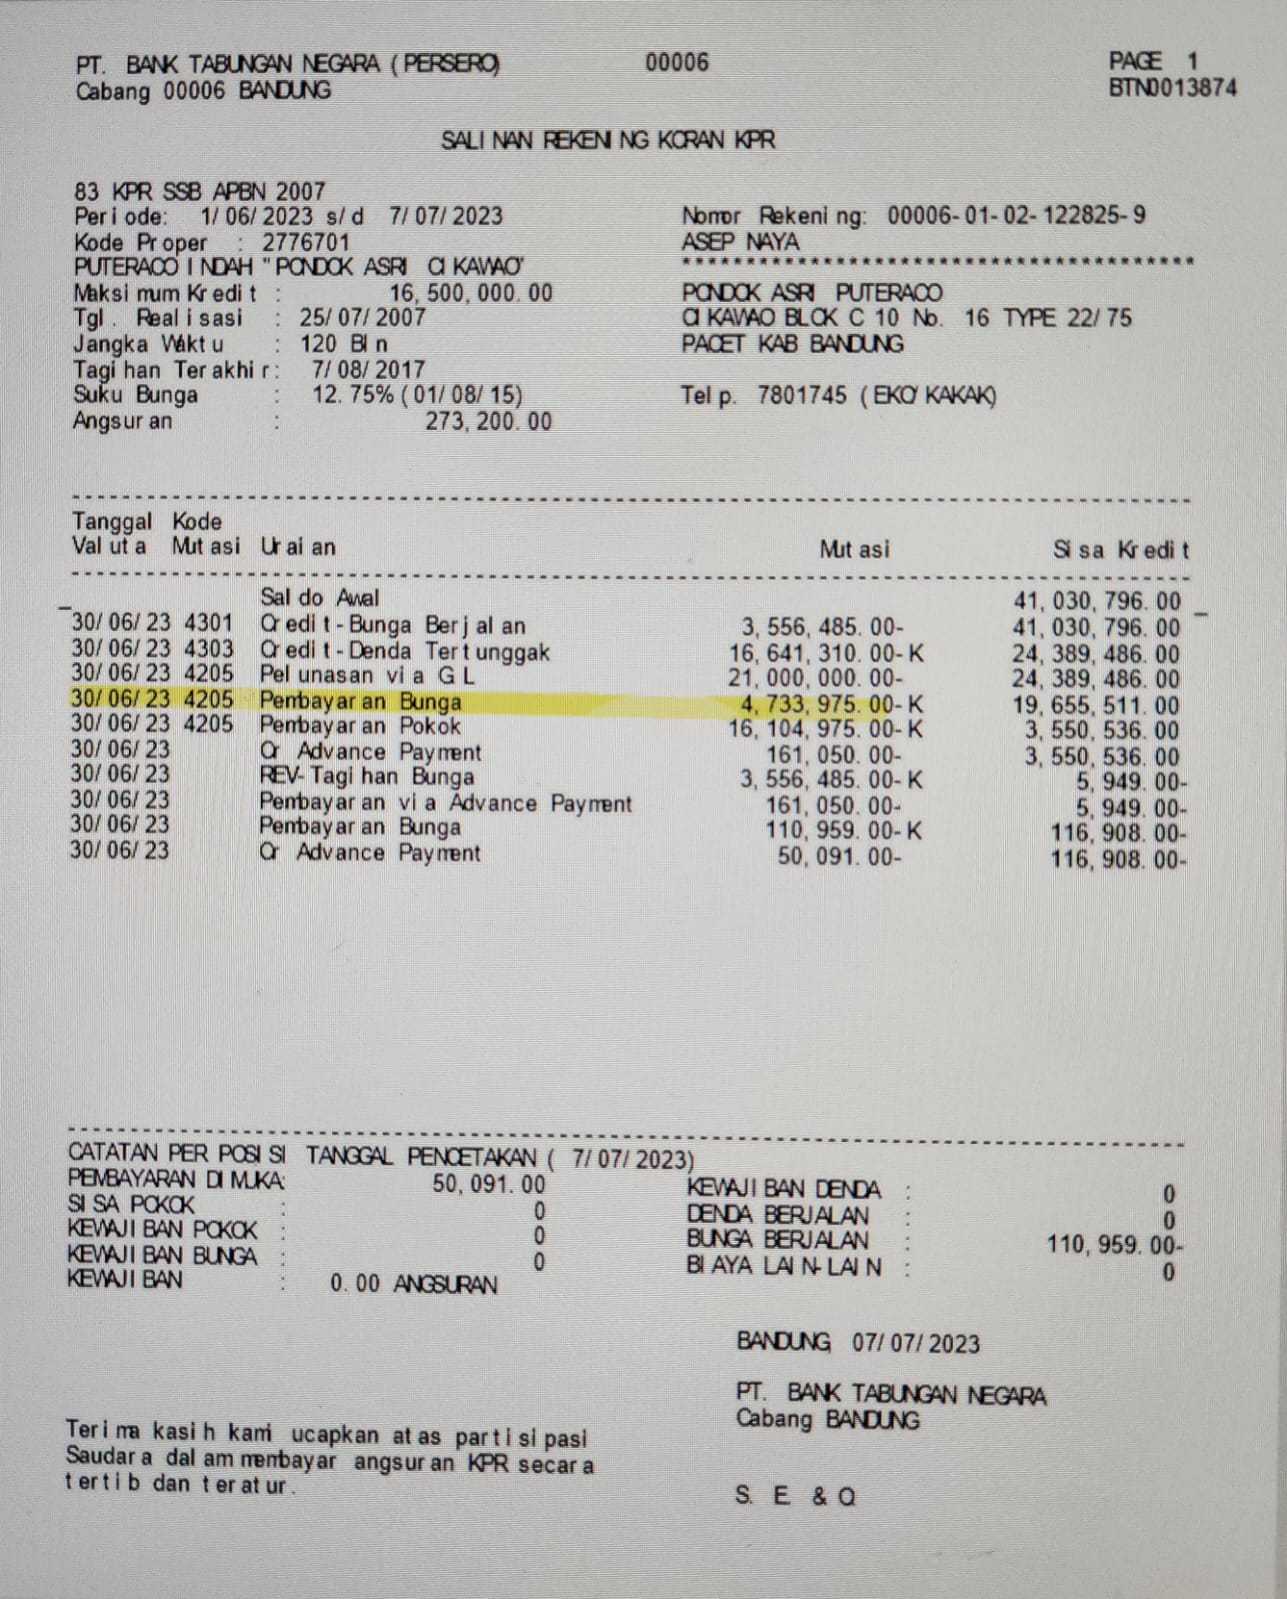 PT. BANK TABUNGAN NEGARA (PERSERO) 00006 PAGE 1
Cabang 00006 BANDUNG BTN0013874
SALINAN REKENING KORAN KPR
83 KPR SSB APBN 2007
Periode: 1/06/2023 s/d 7/07/2023 Nomor Rekening: 00006-01-02-122825-9
Kode Proper : 2776701 ASEP NAYA
PUTERACO INDAH "PONDOK ASRI CIKAWAO" ****************************************
Maksimum Kredit : 16,500,000.00 PONDOK ASRI PUTERACO
Tgl. Realisasi : 25/07/2007 CIKAWAO BLOK C 10 No. 16 TYPE 22/75
Jangka Waktu : 120 Bln PACET KAB BANDUNG
Tagihan Terakhir: 7/08/2017
Suku Bunga : 12.75%(01/08/15) Telp. 7801745 (EKO/KAKAK)
Angsuran : 273,200.00
Tanggal Kode
Valuta Mutasi Uraian Mutasi Sisa Kredit
Saldo Awal 41,030,796.00
30/06/23 4301 Credit-Bunga Berjalan 3,556,485.00- 41,030,796.00
30/06/23 4303 Credit-Denda Tertunggak 16,641,310.00-K 24,389,486.00
30/06/23 4205 Pelunasan via G L 21,000,000.00- 24,389,486.00
30/06/23 4205 Pembayaran Bunga 4,733,975.00-K 19,655,511.00
30/06/23 4205 Pembayaran Pokok 16,104,975.00-K 3,550,536.00
30/06/23 Cr Advance Payment 161,050.00- 3,550,536.00
30/06/23 REV-Tagihan Bunga 3,556,485.00-K 5,949.00-
30/06/23 Pembayaran via Advance Payment 161,050.00- 5,949.00-
30/06/23 Pembayaran Bunga 110,959.00-K 116,908.00-
30/06/23 Cr Advance Payment 50,091.00- 116,908.00-
CATATAN PER POSISI TANGGAL PENCETAKAN ( 7/07/2023)
PEMBAYARAN DIMUKA: 50,091.00 KEWAJIBAN DENDA : 0
SISA POKOK : 0 DENDA BERJALAN : 0
KEWAJIBAN POKOK : 0 BUNGA BERJALAN : 110,959.00-
KEWAJIBAN BUNGA : 0 BIAYA LAIN-LAIN : 0
KEWAJIBAN : 0.00 ANGSURAN
BANDUNG, 07/07/2023
PT. BANK TABUNGAN NEGARA
Cabang BANDUNG
Terima kasih kami ucapkan atas partisipasi
Saudara dalam membayar angsuran KPR secara
tertib dan teratur.
S. E. & O